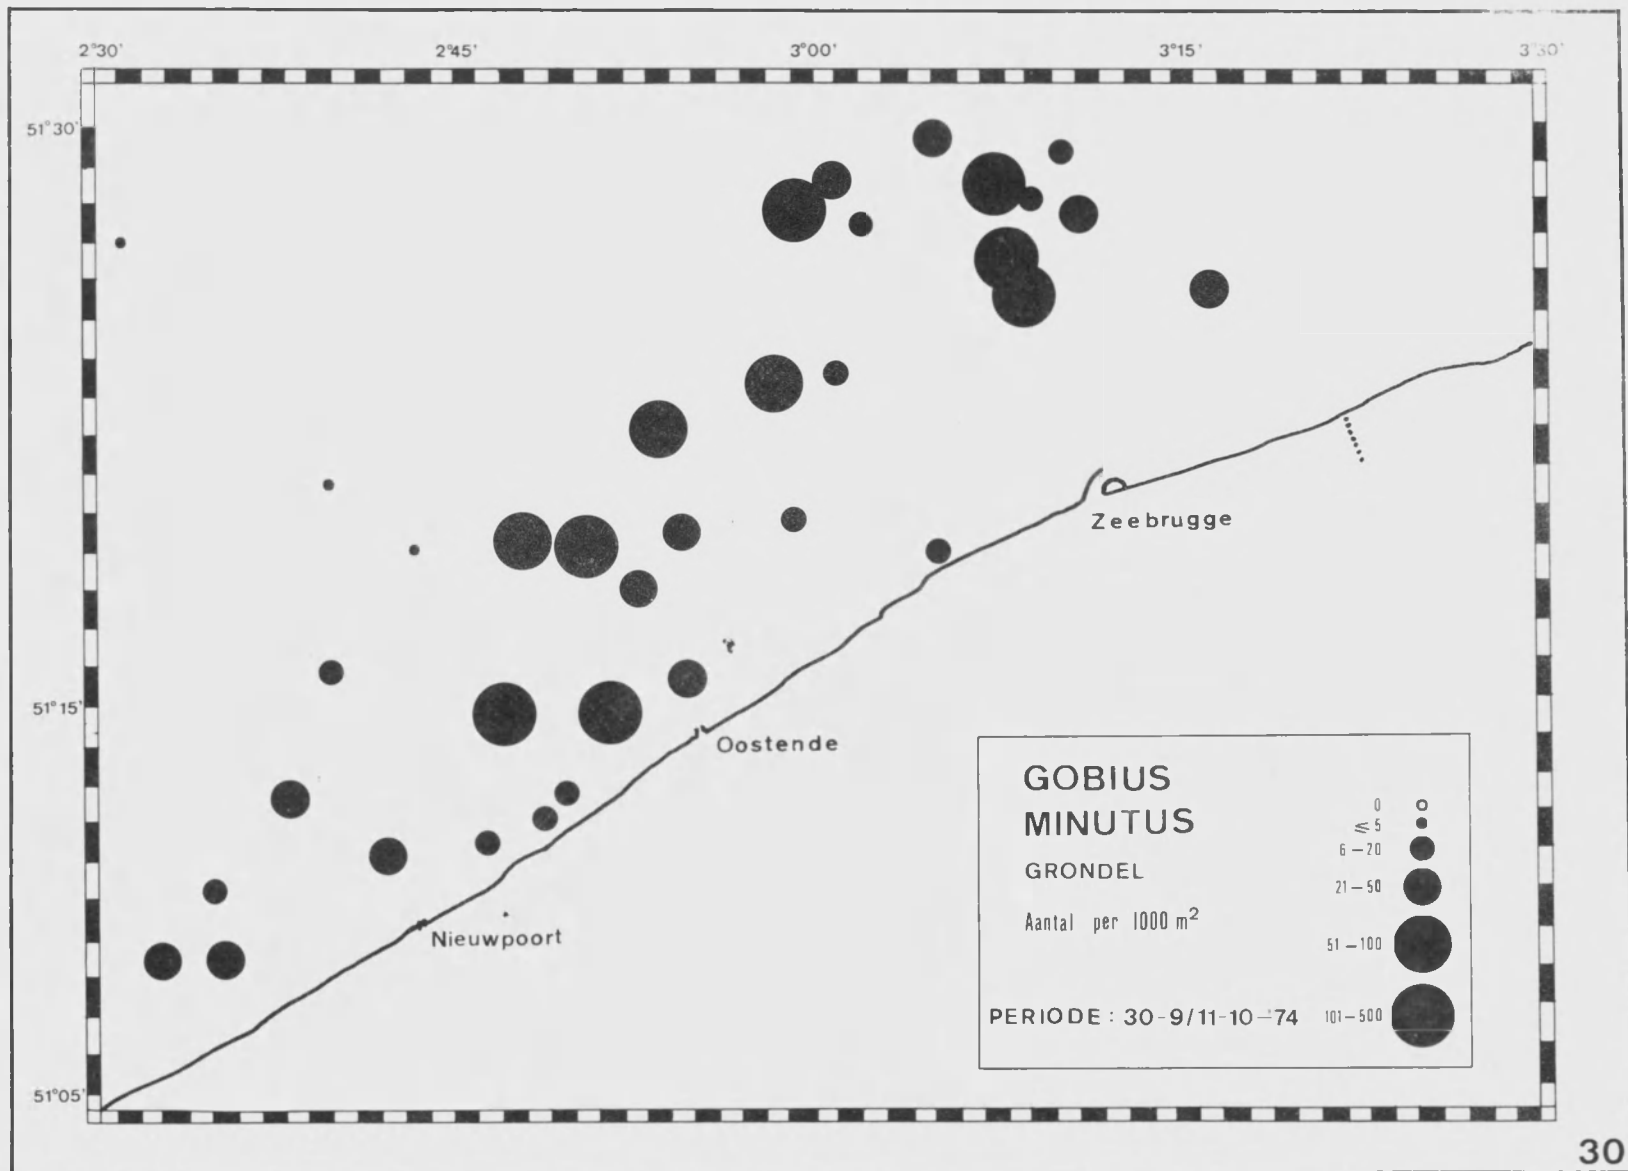 2°30' 2°45' 3°00' 3°15' 3°30'
51°30'
Zeebrugge
51°15'
Oostende
GOBIUS
MINUTUS
GRONDEL
Aantal per 1000 m²
0
≤ 5
6 – 20
21 – 50
51 – 100
101 – 500
PERIODE : 30-9/11-10-74
Nieuwpoort
51°05'
30